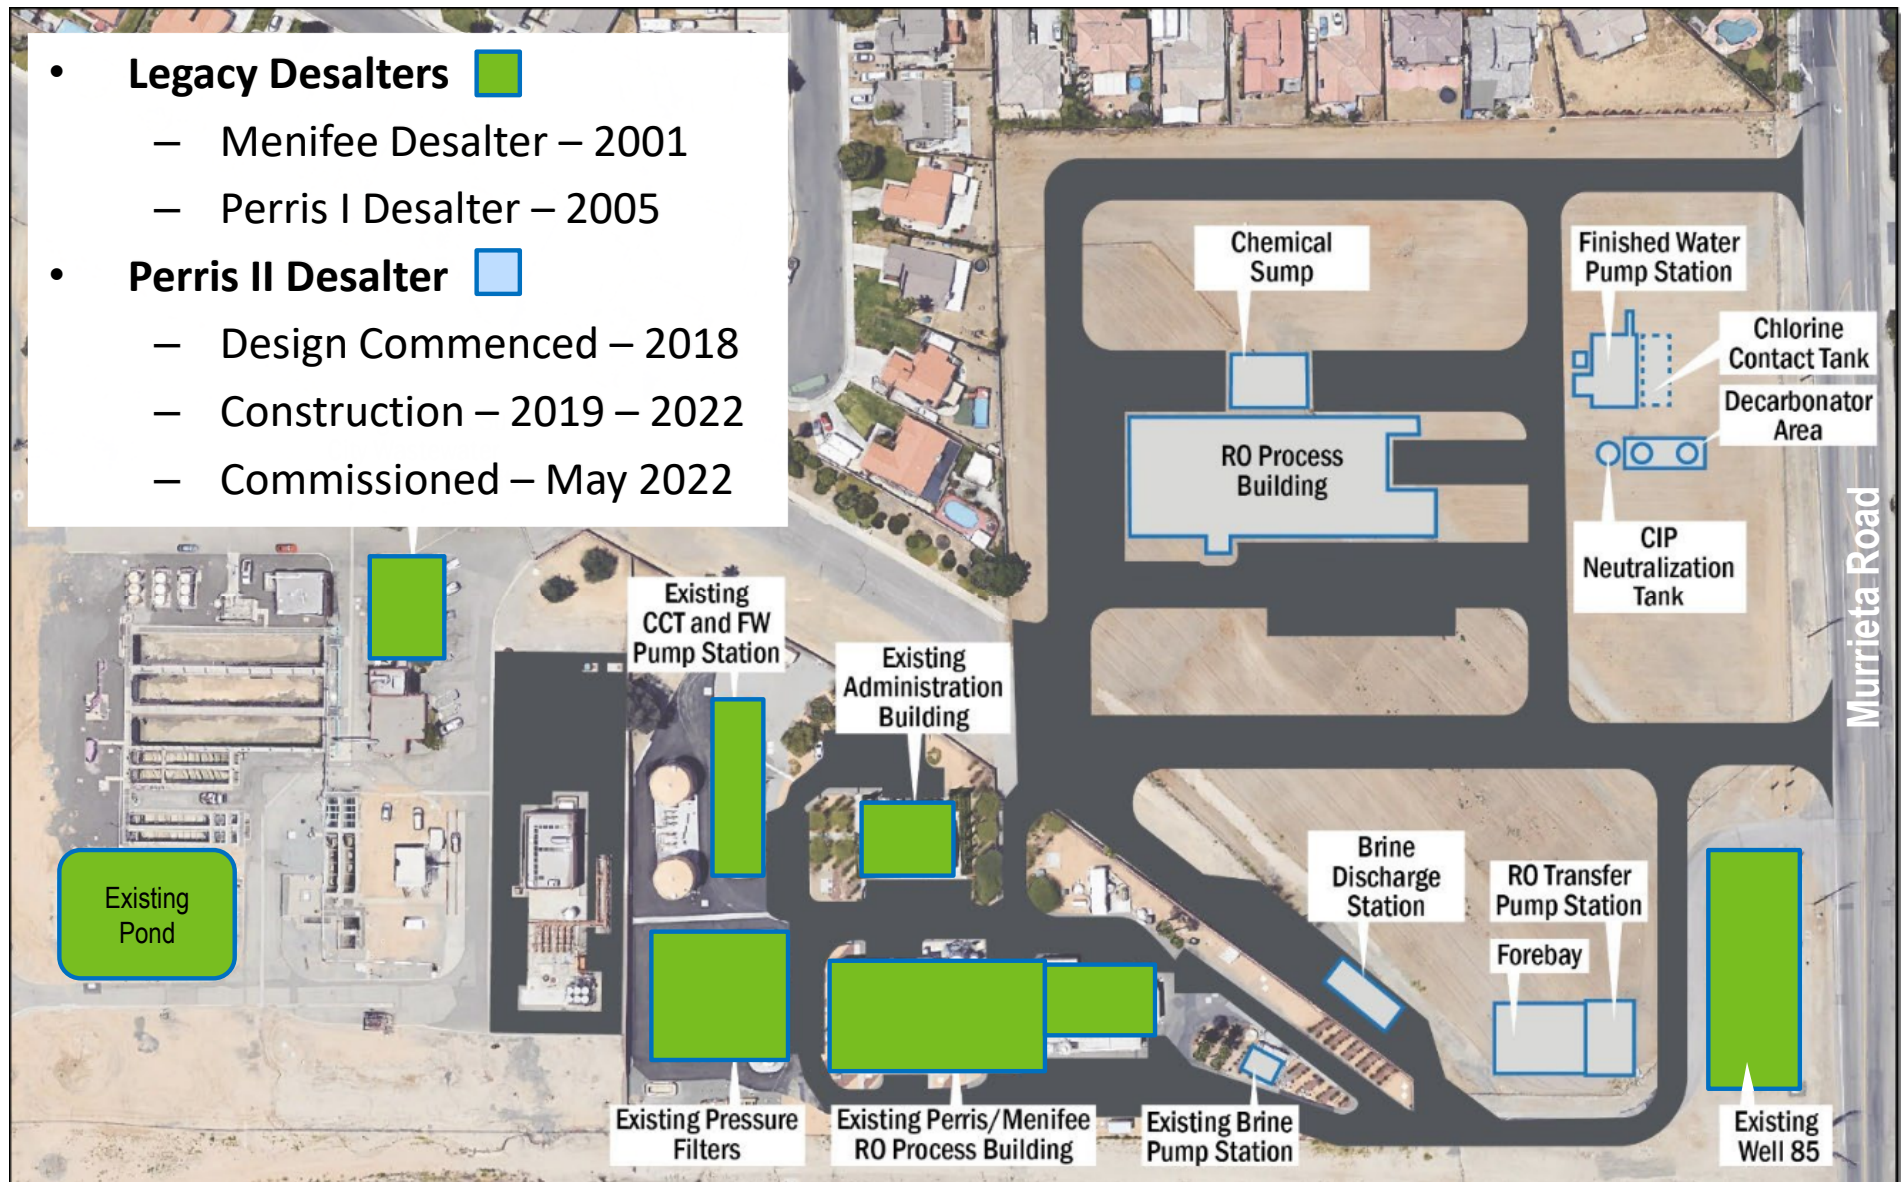 • Legacy Desalters
– Menifee Desalter – 2001
– Perris I Desalter – 2005
• Perris II Desalter
– Design Commenced – 2018
– Construction – 2019 – 2022
– Commissioned – May 2022
Chemical
Sump
Finished Water
Pump Station
Chlorine
Contact Tank
Decarbonator
Area
RO Process
Building
CIP
Neutralization
Tank
Murrieta Road
Existing
CCT and FW
Pump Station
Existing
Administration
Building
Existing
Pond
Brine
Discharge
Station
RO Transfer
Pump Station
Forebay
Existing Pressure
Filters
Existing Perris/Menifee
RO Process Building
Existing Brine
Pump Station
Existing
Well 85